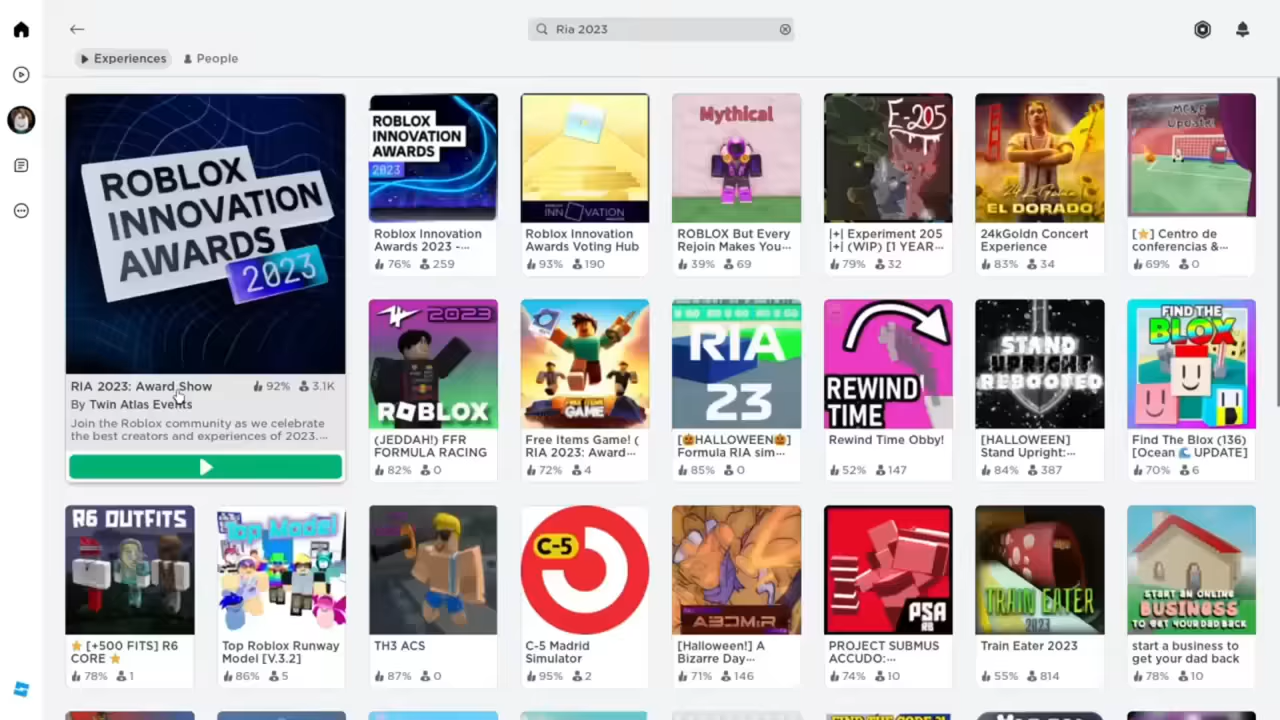 Ria 2023
Experiences
People
ROBLOX
INNOVATION
AWARDS
2023
RIA 2023: Award Show
92% 3.1K
By Twin Atlas Events
Join the Roblox community as we celebrate
the best creators and experiences of 2023....
ROBLOX
INNOVATION
AWARDS
2023
Roblox Innovation
Awards 2023 -...
76% 259
INNOVATION
Roblox Innovation
Awards Voting Hub
93% 190
Mythical
ROBLOX But Every
Rejoin Makes You...
39% 69
E-205
|+| Experiment 205
|+| (WIP) [1 YEAR...
79% 32
EL DORADO
24kGoldn Concert
Experience
83% 34
Update!
[⭐] Centro de
conferencias &...
69% 0
2023
ROBLOX
(JEDDAH!) FFR
FORMULA RACING
82% 0
FREE ITEMS
GAME!
Free Items Game! (
RIA 2023: Award...
72% 4
RIA
23
[🎃HALLOWEEN🎃]
Formula RIA sim...
85% 0
REWIND
TIME
Rewind Time Obby!
52% 147
STAND
UPRIGHT
REBOOTED
[HALLOWEEN]
Stand Upright:...
84% 387
FIND THE
BLOX
Find The Blox (136)
[Ocean 🌊 UPDATE]
70% 6
R6 OUTFITS
⭐ [+500 FITS] R6
CORE ⭐
78% 1
Top Model
Top Roblox Runway
Model [V.3.2]
86% 5
TH3 ACS
87% 0
C-5
C-5 Madrid
Simulator
95% 2
ABDMIR
[Halloween!] A
Bizarre Day...
71% 146
PSA
RB
PROJECT SUBMUS
ACCUDO:...
74% 10
TRAIN EATER
2023
Train Eater 2023
55% 814
START AN ONLINE
BUSINESS
TO GET YOUR DAD BACK
start a business to
get your dad back
78% 10